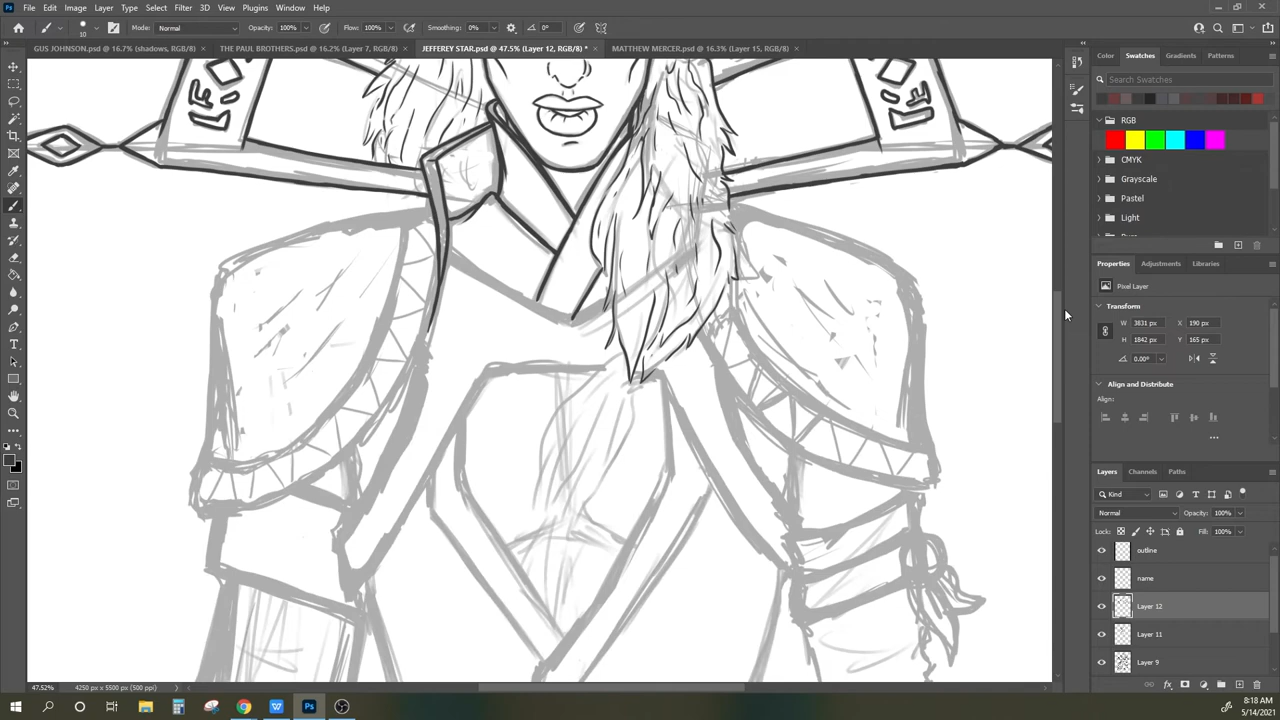 File Edit Image Layer Type Select Filter 3D View Plugins Window Help
Mode: Normal Opacity: 100% Flow: 100% Smoothing: 0% 0°
10
GUS JOHNSON.psd @ 16.7% (shadows, RGB/8) × THE PAUL BROTHERS.psd @ 16.2% (Layer 7, RGB/8) × JEFFEREY STAR.psd @ 47.5% (Layer 12, RGB/8) * × MATTHEW MERCER.psd @ 16.3% (Layer 15, RGB/8) ×
Color Swatches Gradients Patterns
Search Swatches
RGB
CMYK
Grayscale
Pastel
Light
Properties Adjustments Libraries
Pixel Layer
Transform
W 3831 px X 190 px
H 1842 px Y 165 px
0.00°
Align and Distribute
Align:
Layers Channels Paths
Kind
Normal Opacity: 100%
Lock: Fill: 100%
outline
name
Layer 12
Layer 11
Layer 9
47.52% 4250 px x 5500 px (500 ppi)
8:18 AM
5/14/2021